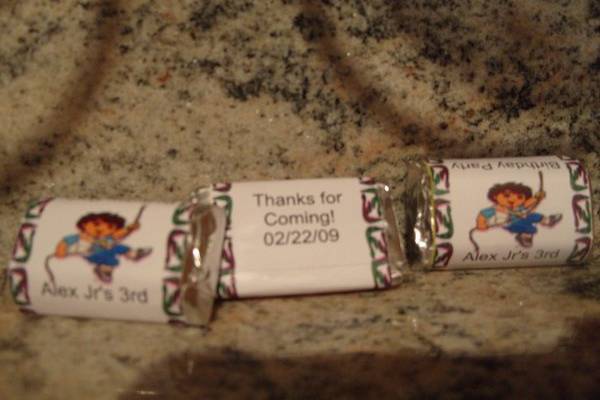 Alex Jr's 3rd
Thanks for
Coming!
02/22/09
Birthday Party
Alex Jr's 3rd